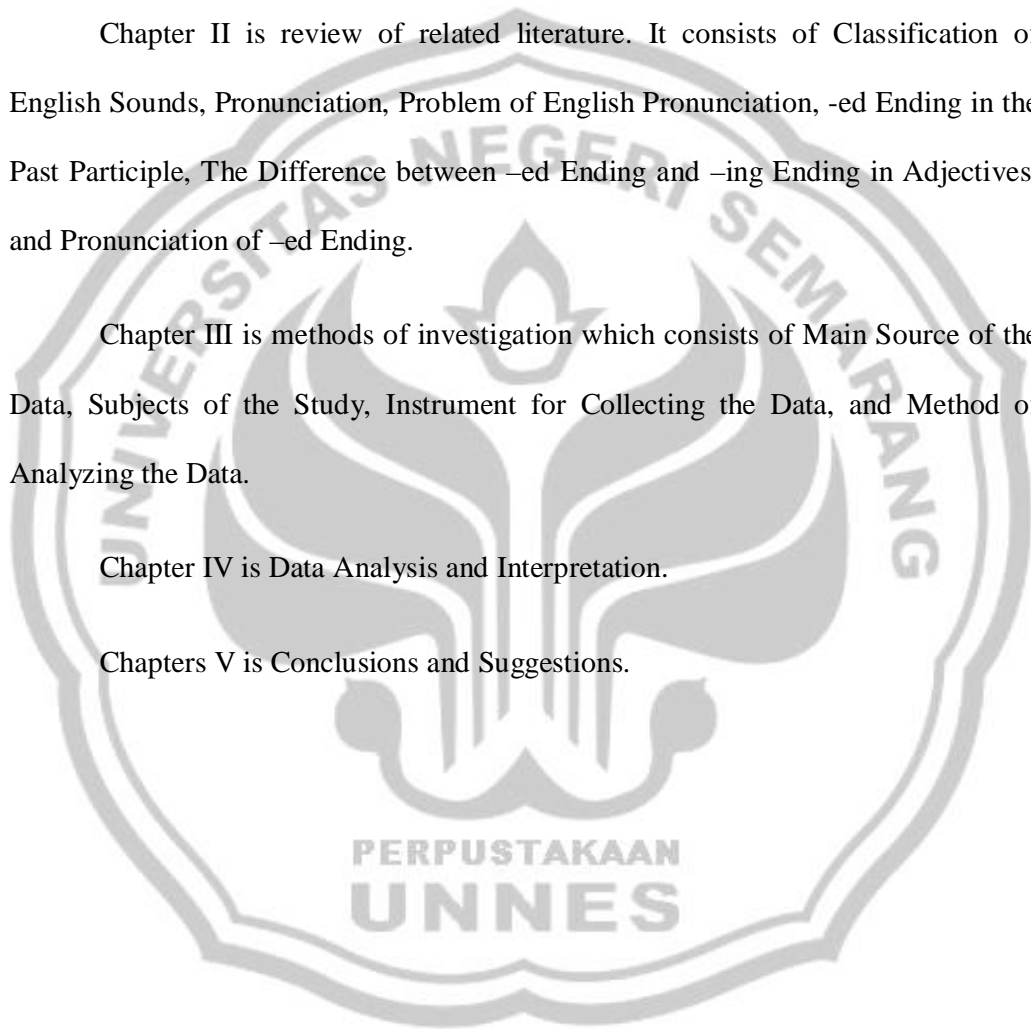 Chapter II is review of related literature. It consists of Classification of
English Sounds, Pronunciation, Problem of English Pronunciation, -ed Ending in the
Past Participle, The Difference between –ed Ending and –ing Ending in Adjectives
and Pronunciation of –ed Ending.
Chapter III is methods of investigation which consists of Main Source of the
Data, Subjects of the Study, Instrument for Collecting the Data, and Method of
Analyzing the Data.
Chapter IV is Data Analysis and Interpretation.
Chapters V is Conclusions and Suggestions.
UNIVERSITAS NEGERI SEMARANG
PERPUSTAKAAN
UNNES